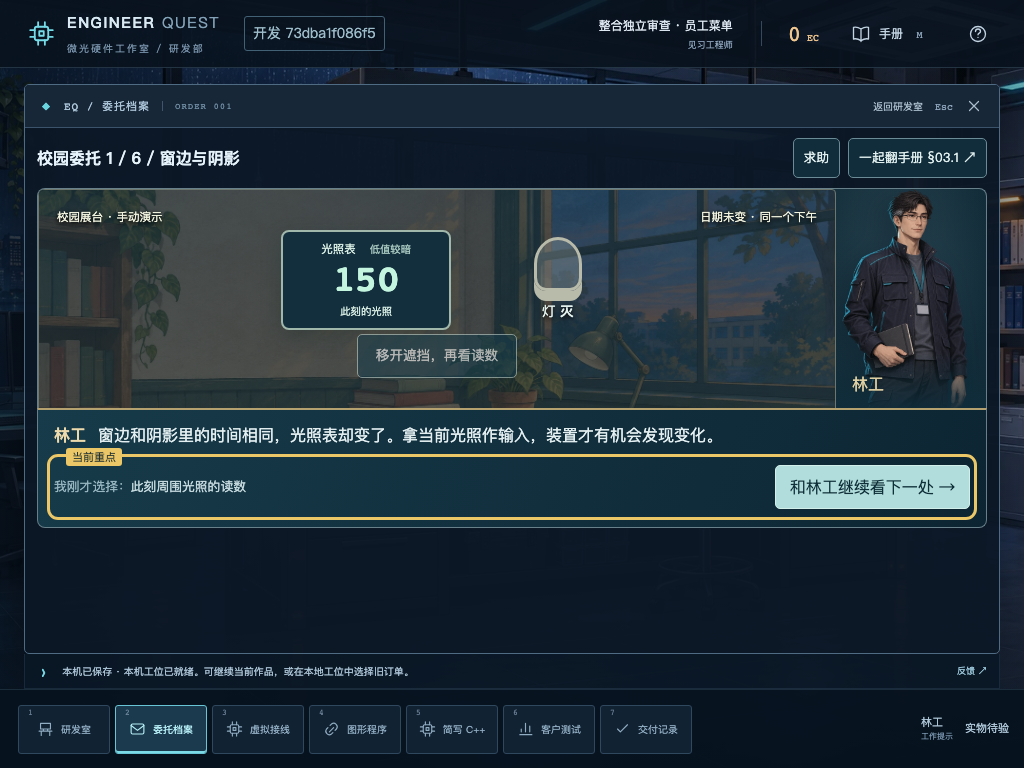 ENGINEER QUEST
微光硬件工作室 / 研发部
开发 73dba1f086f5
整合独立审查 · 员工菜单
见习工程师
0 EC
手册 M
EQ / 委托档案
ORDER 001
返回研发室 Esc
校园委托 1 / 6 / 窗边与阴影
求助
一起翻手册 §03.1 ↗
校园展台 · 手动演示
日期未变 · 同一个下午
光照表 低值较暗
150
此刻的光照
灯 灭
移开遮挡，再看读数
林工
林工 窗边和阴影里的时间相同，光照表却变了。拿当前光照作输入，装置才有机会发现变化。
当前重点
我刚才选择：此刻周围光照的读数
和林工继续看下一处 →
本机已保存 · 本机工位已就绪。可继续当前作品，或在本地工位中选择旧订单。
反馈 ↗
1 研发室
2 委托档案
3 虚拟接线
4 图形程序
5 简写 C++
6 客户测试
7 交付记录
林工
工作提示
实物待验